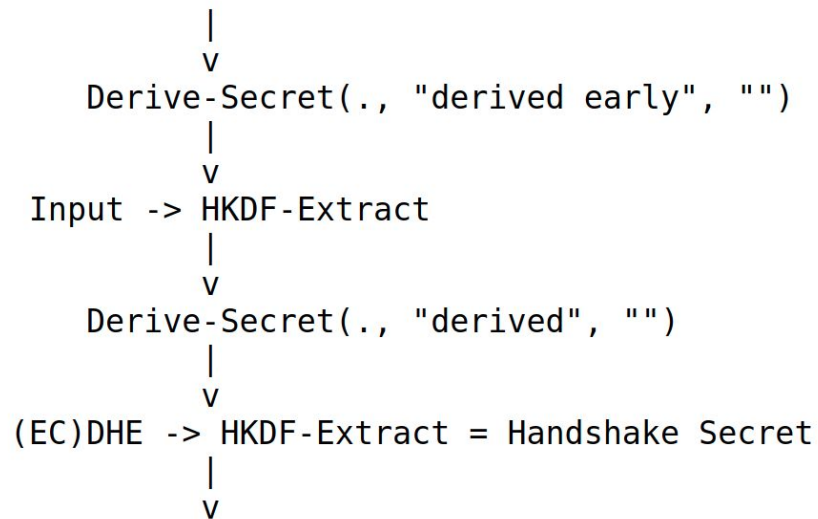 |
v
Derive-Secret(., "derived early", "")
|
v
Input -> HKDF-Extract
|
v
Derive-Secret(., "derived", "")
|
v
(EC)DHE -> HKDF-Extract = Handshake Secret
|
v